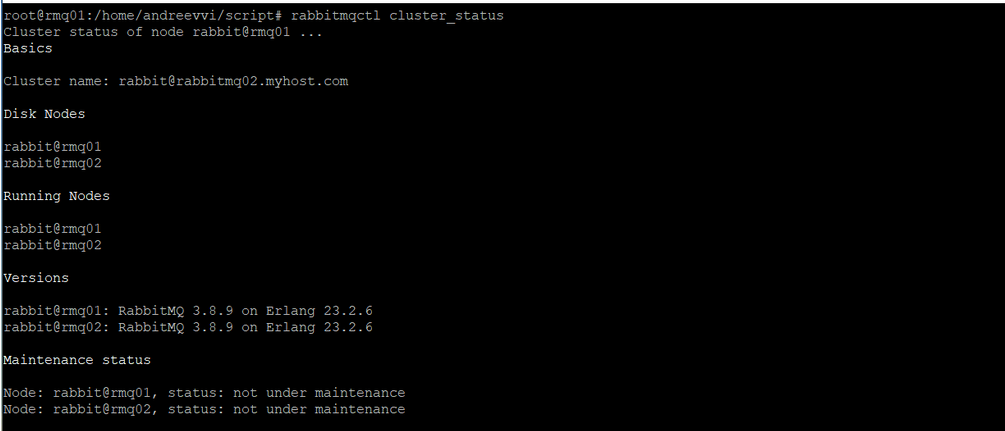 root@rmq01:/home/andreevvi/script# rabbitmqctl cluster_status
Cluster status of node rabbit@rmq01 ...
Basics
Cluster name: rabbit@rabbitmq02.myhost.com
Disk Nodes
rabbit@rmq01
rabbit@rmq02
Running Nodes
rabbit@rmq01
rabbit@rmq02
Versions
rabbit@rmq01: RabbitMQ 3.8.9 on Erlang 23.2.6
rabbit@rmq02: RabbitMQ 3.8.9 on Erlang 23.2.6
Maintenance status
Node: rabbit@rmq01, status: not under maintenance
Node: rabbit@rmq02, status: not under maintenance